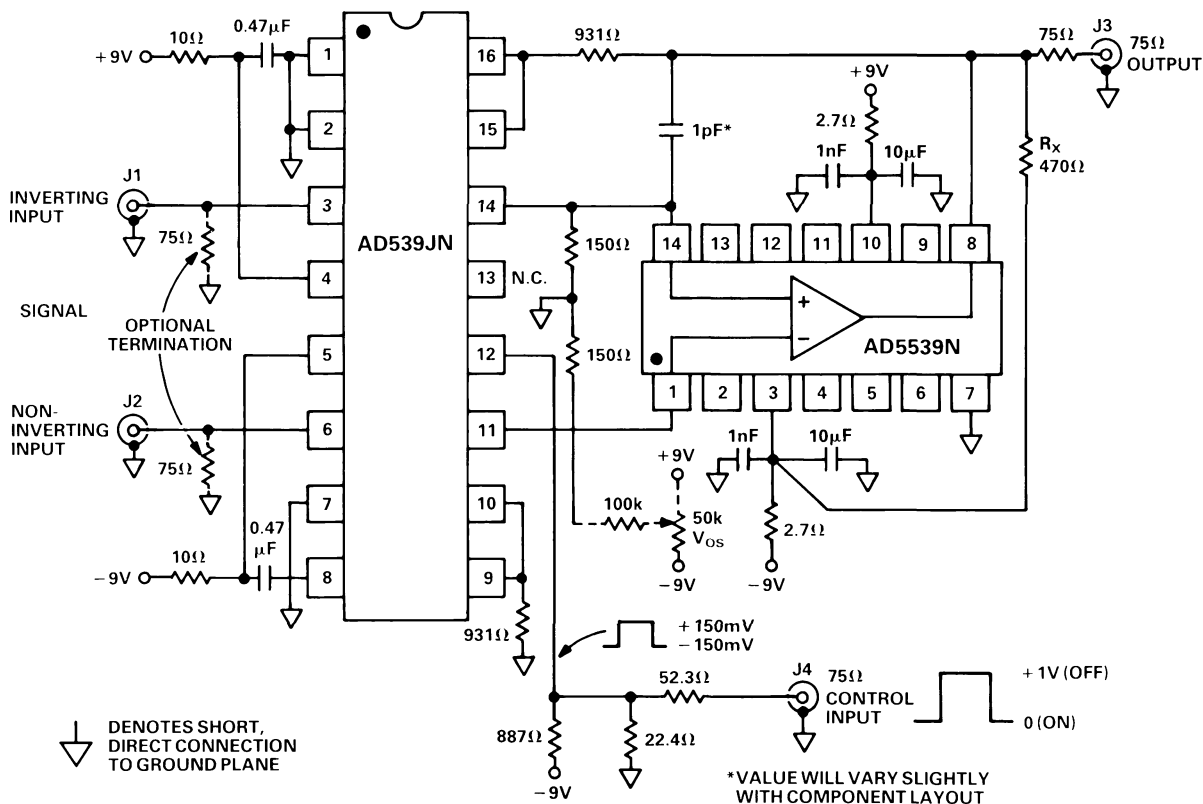 +9V
10Ω
0.47μF
1
2
3
4
5
6
7
8
16
15
14
13
12
11
10
9
AD539JN
J1
INVERTING
INPUT
75Ω
SIGNAL
OPTIONAL
TERMINATION
J2
NON-
INVERTING
INPUT
75Ω
0.47
μF
-9V
10Ω
N.C.
931Ω
75Ω
J3
75Ω
OUTPUT
1pF*
+9V
2.7Ω
1nF
10μF
RX
470Ω
150Ω
150Ω
14
13
12
11
10
9
8
+
−
AD5539N
1
2
3
4
5
6
7
1nF
10μF
2.7Ω
-9V
+9V
100k
50k
VOS
-9V
931Ω
+150mV
-150mV
52.3Ω
J4
75Ω
CONTROL
INPUT
+1V (OFF)
0 (ON)
887Ω
22.4Ω
-9V
DENOTES SHORT,
DIRECT CONNECTION
TO GROUND PLANE
*VALUE WILL VARY SLIGHTLY
WITH COMPONENT LAYOUT